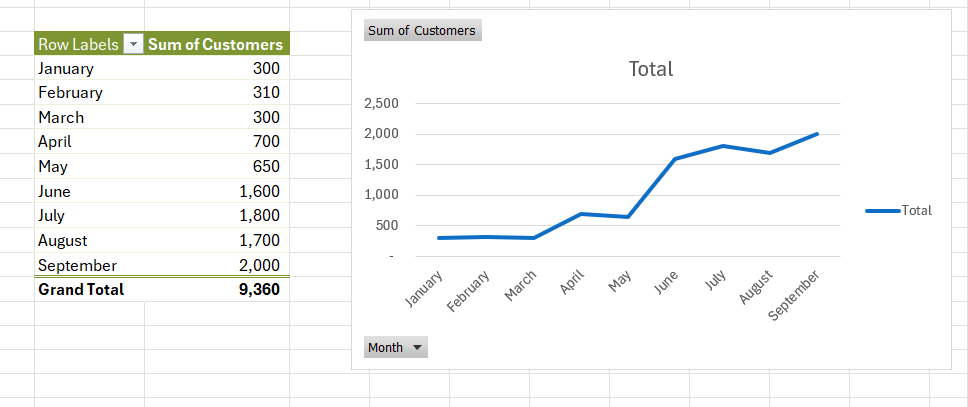 Row Labels Sum of Customers
January 300
February 310
March 300
April 700
May 650
June 1,600
July 1,800
August 1,700
September 2,000
Grand Total 9,360
Sum of Customers
Total
2,500
2,000
1,500
1,000
500
-
January February March April May June July August September
Total
Month